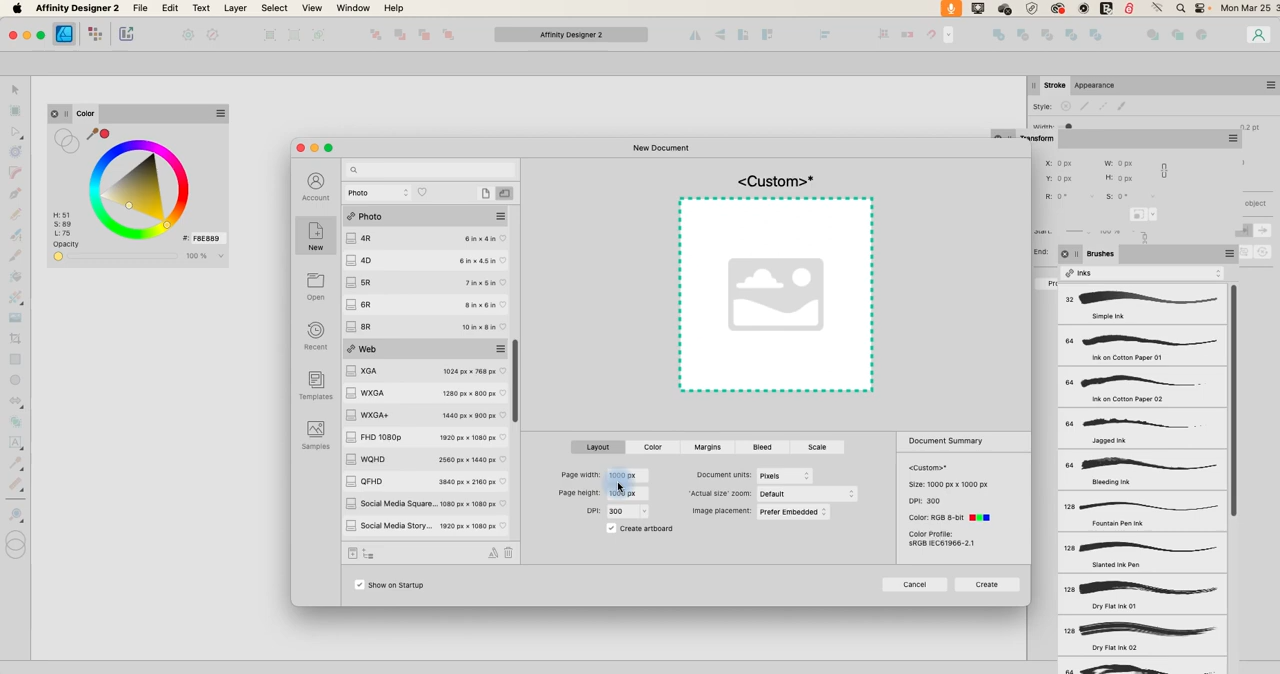 Affinity Designer 2 File Edit Text Layer Select View Window Help Mon Mar 25
Affinity Designer 2
Color
H: 51
S: 89
L: 75
#: F8E889
Opacity
100 %
New Document
Account
New
Open
Recent
Templates
Samples
Photo
Photo
4R 6 in × 4 in
4D 6 in × 4.5 in
5R 7 in × 5 in
6R 8 in × 6 in
8R 10 in × 8 in
Web
XGA 1024 px × 768 px
WXGA 1280 px × 800 px
WXGA+ 1440 px × 900 px
FHD 1080p 1920 px × 1080 px
WQHD 2560 px × 1440 px
QFHD 3840 px × 2160 px
Social Media Square... 1080 px × 1080 px
Social Media Story... 1920 px × 1080 px
<Custom>*
Layout Color Margins Bleed Scale
Page width: 1000 px
Page height: 1000 px
DPI: 300
Create artboard
Document units: Pixels
'Actual size' zoom: Default
Image placement: Prefer Embedded
Document Summary
<Custom>*
Size: 1000 px x 1000 px
DPI: 300
Color: RGB 8-bit
Color Profile:
sRGB IEC61966-2.1
Show on Startup
Cancel Create
Stroke Appearance
Style:
Width: 0.2 pt
Transform
X: 0 px W: 0 px
Y: 0 px H: 0 px
R: 0 ° S: 0 °
object
Start: 100 %
End:
Brushes
Inks
32 Simple Ink
64 Ink on Cotton Paper 01
64 Ink on Cotton Paper 02
64 Jagged Ink
64 Bleeding Ink
128 Fountain Pen Ink
128 Slanted Ink Pen
128 Dry Flat Ink 01
128 Dry Flat Ink 02
64